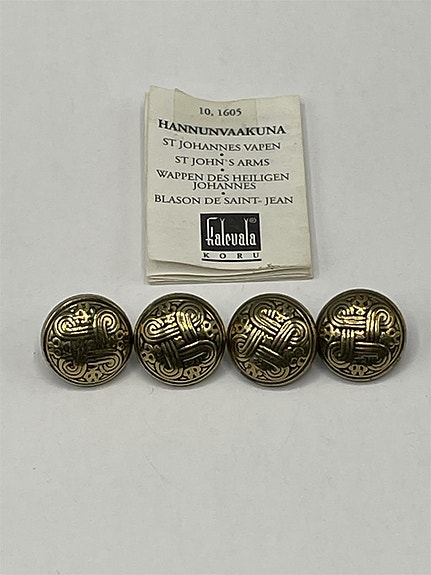 10, 1605
HANNUNVAAKUNA
ST JOHANNES VAPEN
•
ST JOHN'S ARMS
•
WAPPEN DES HEILIGEN
JOHANNES
•
BLASON DE SAINT-JEAN
Kalevala ®
KORU